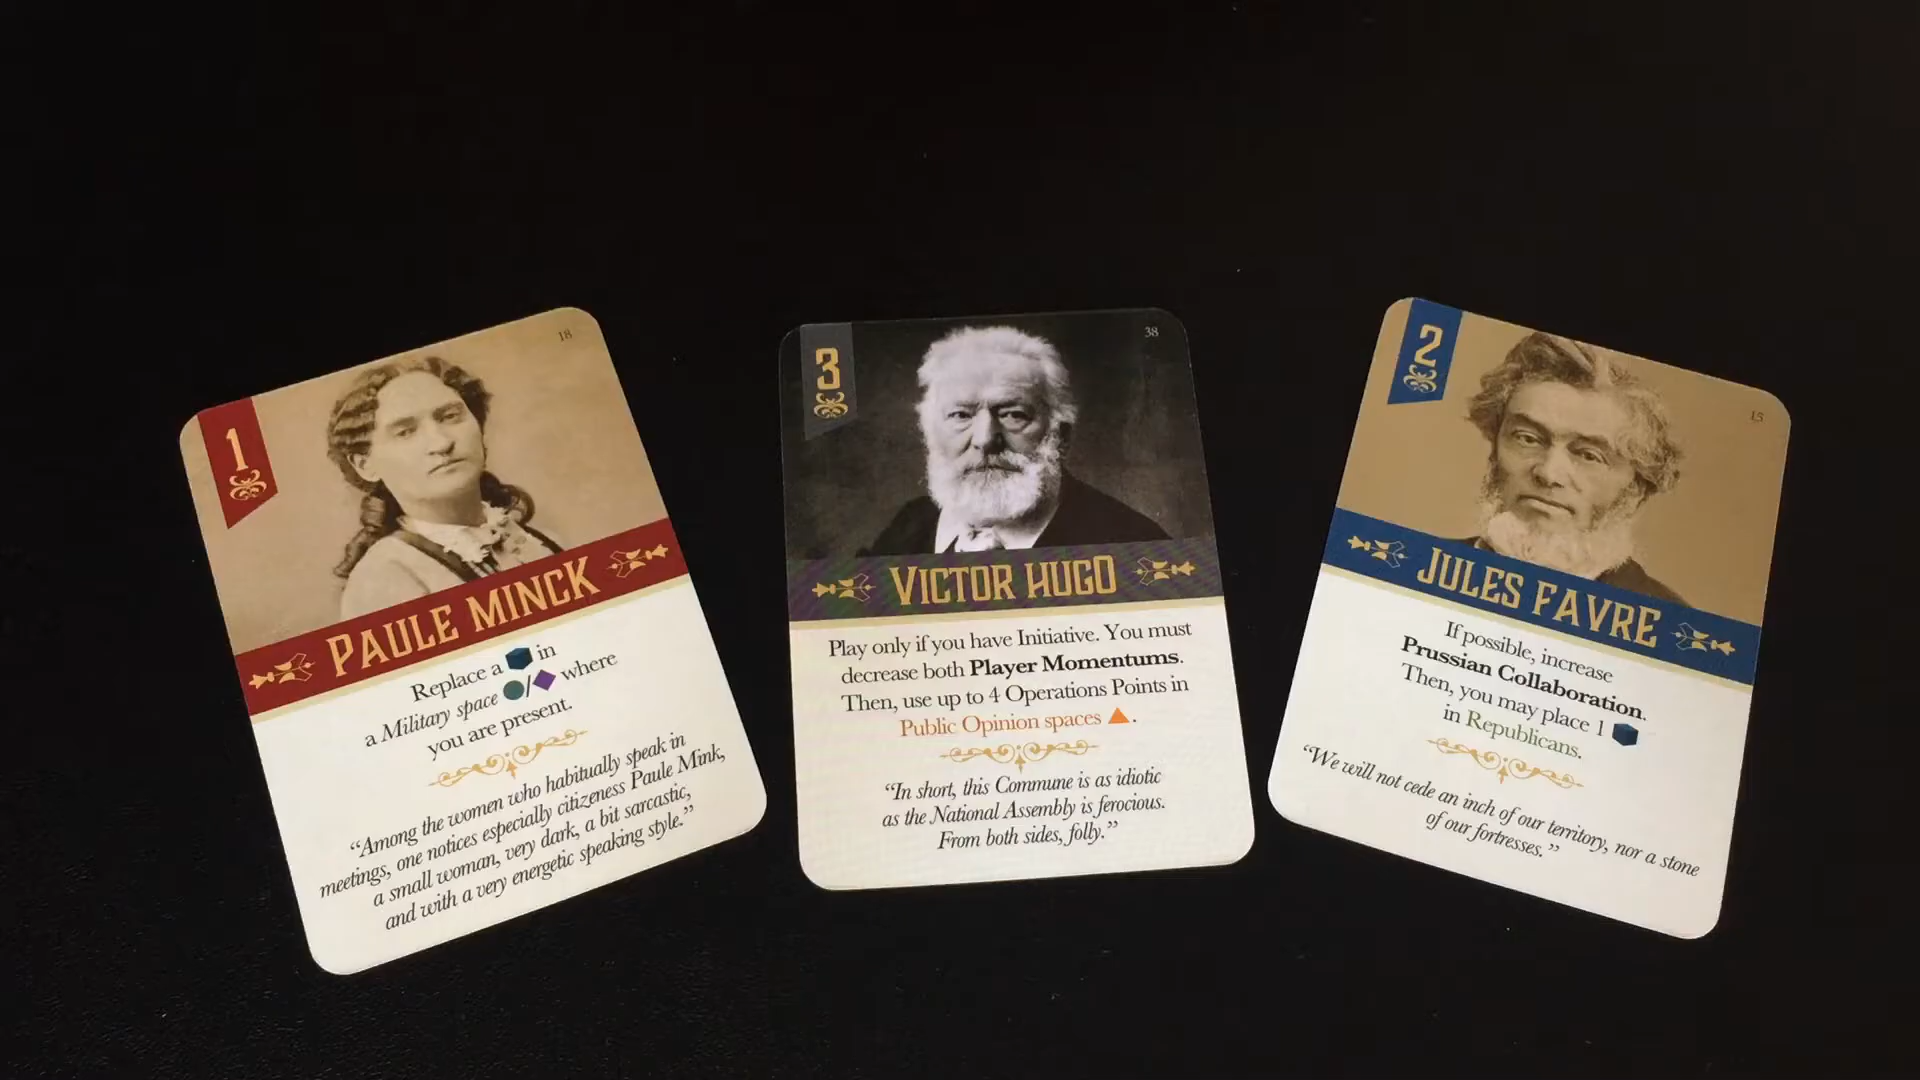 18
1
PAULE MINCK
Replace a in
a Military space / where
you are present.
“Among the women who habitually speak in
meetings, one notices especially citizeness Paule Mink,
a small woman, very dark, a bit sarcastic,
and with a very energetic speaking style.”
38
3
VICTOR HUGO
Play only if you have Initiative. You must
decrease both Player Momentums.
Then, use up to 4 Operations Points in
Public Opinion spaces .
“In short, this Commune is as idiotic
as the National Assembly is ferocious.
From both sides, folly.”
2
15
JULES FAVRE
If possible, increase
Prussian Collaboration.
Then, you may place 1
in Republicans.
“We will not cede an inch of our territory, nor a stone
of our fortresses.”